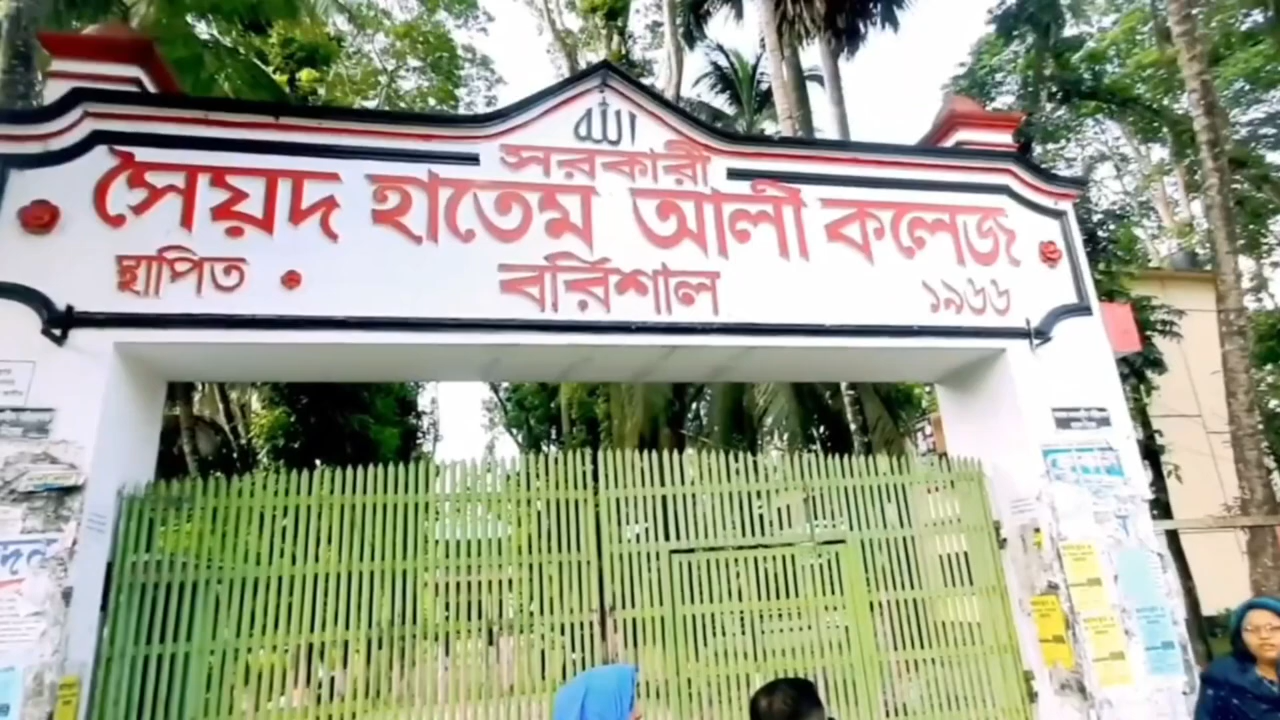 الله
সরকারী
সৈয়দ হাতেম আলী কলেজ
স্থাপিত
বরিশাল
১৯৬৬